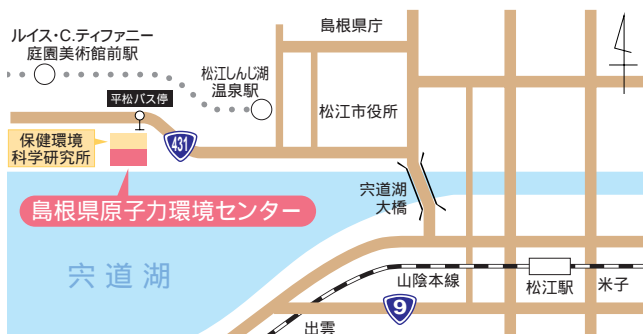 島根県庁
ルイス・C.ティファニー
庭園美術館前駅
松江しんじ湖
温泉駅
平松バス停
松江市役所
保健環境
科学研究所
431
宍道湖
大橋
島根県原子力環境センター
宍道湖
山陰本線
松江駅
米子
9
出雲